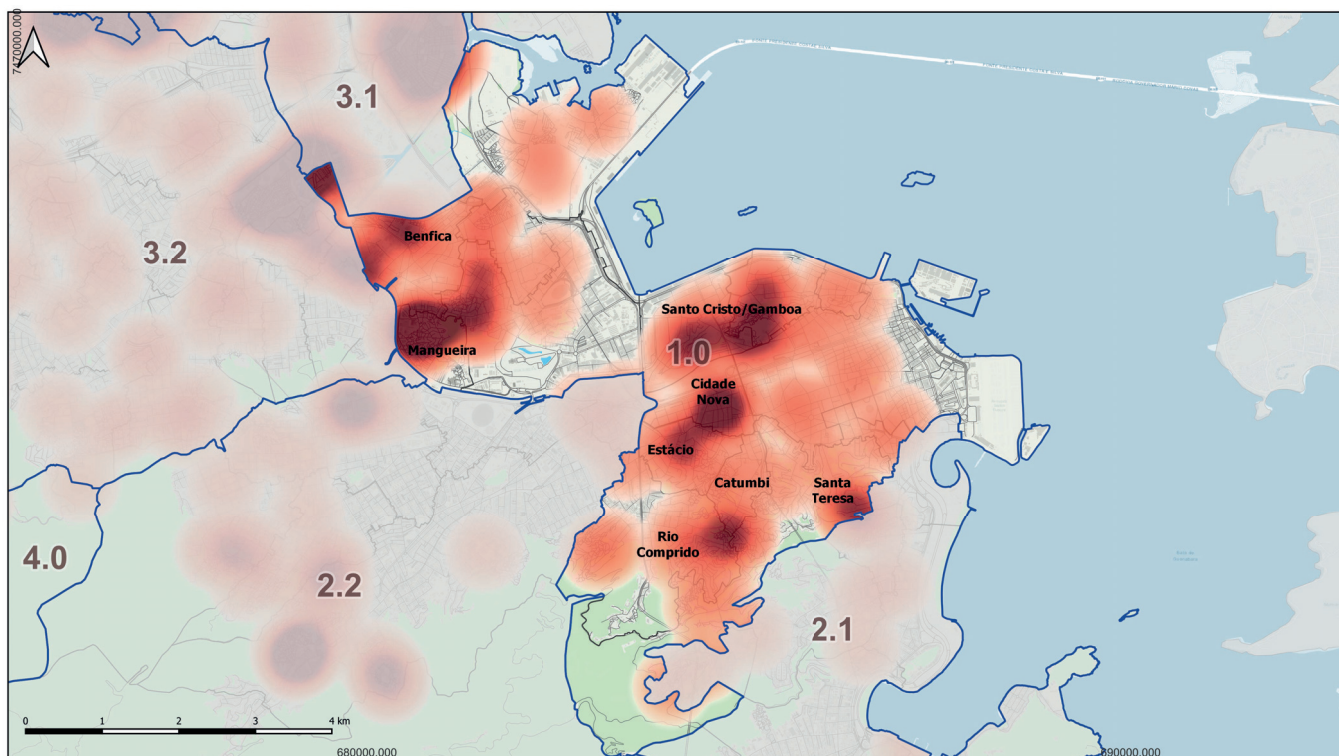 7470000.000
3.1
3.2
Benfica
Santo Cristo/Gamboa
Mangueira
1.0
Cidade
Nova
Estácio
Catumbi
Santa
Teresa
Rio
Comprido
4.0
2.2
2.1
0 1 2 3 4 km
680000.000
690000.000